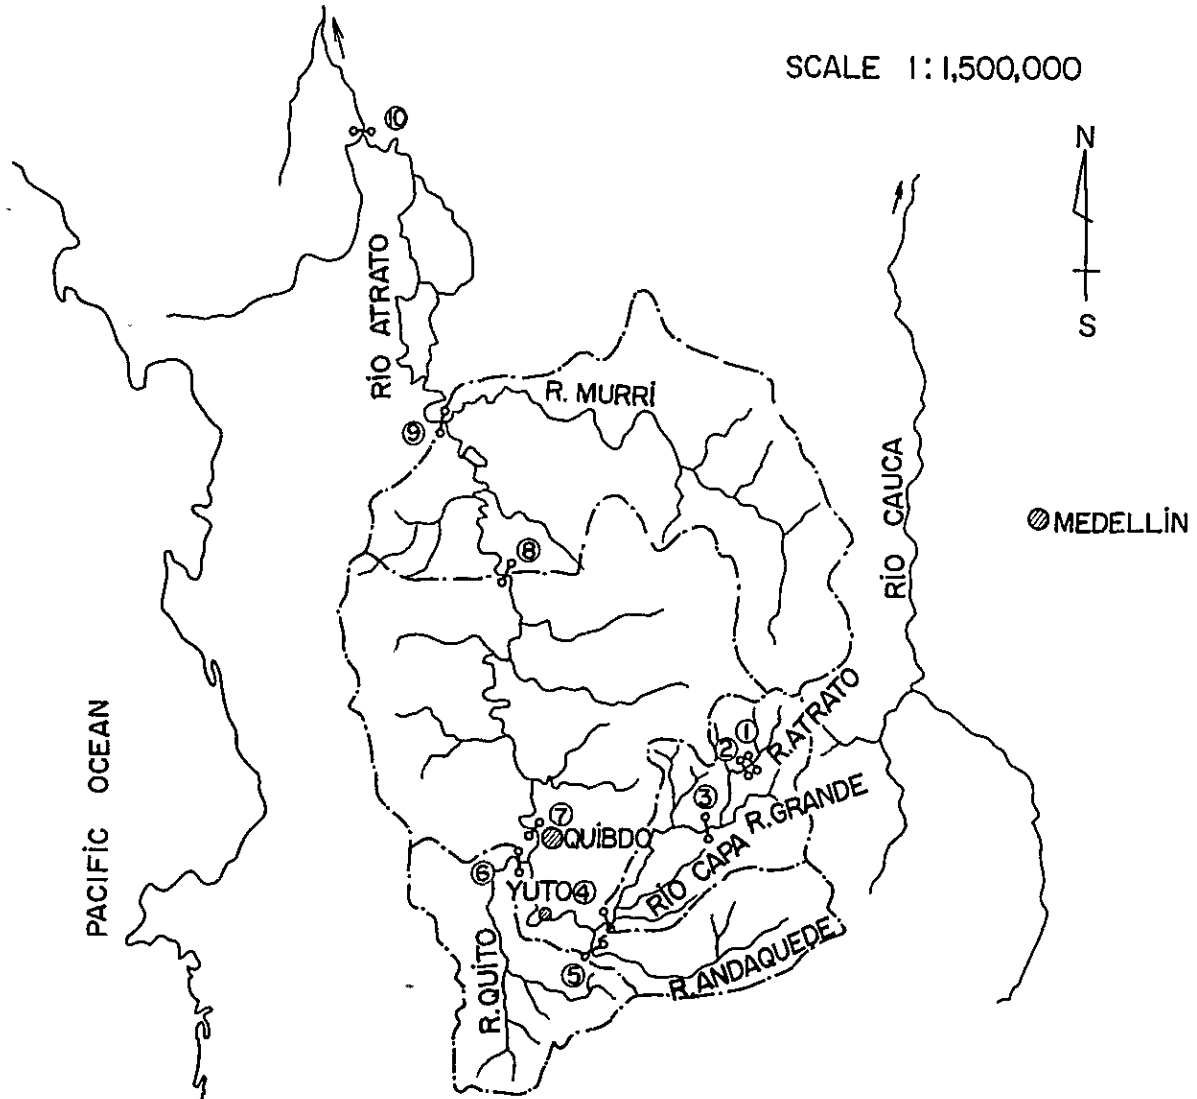 SCALE 1:1,500,000
N
S
⑩
RÍO ATRATO
R. MURRÍ
⑨
RÍO CAUCA
MEDELLÍN
⑧
PACIFIC OCEAN
R. ATRATO
①
②
③
R. GRANDE
⑦
QUIBDO
RÍO CAPA
⑥
YUTO ④
R. QUITO
⑤
R. ANDAQUEDE